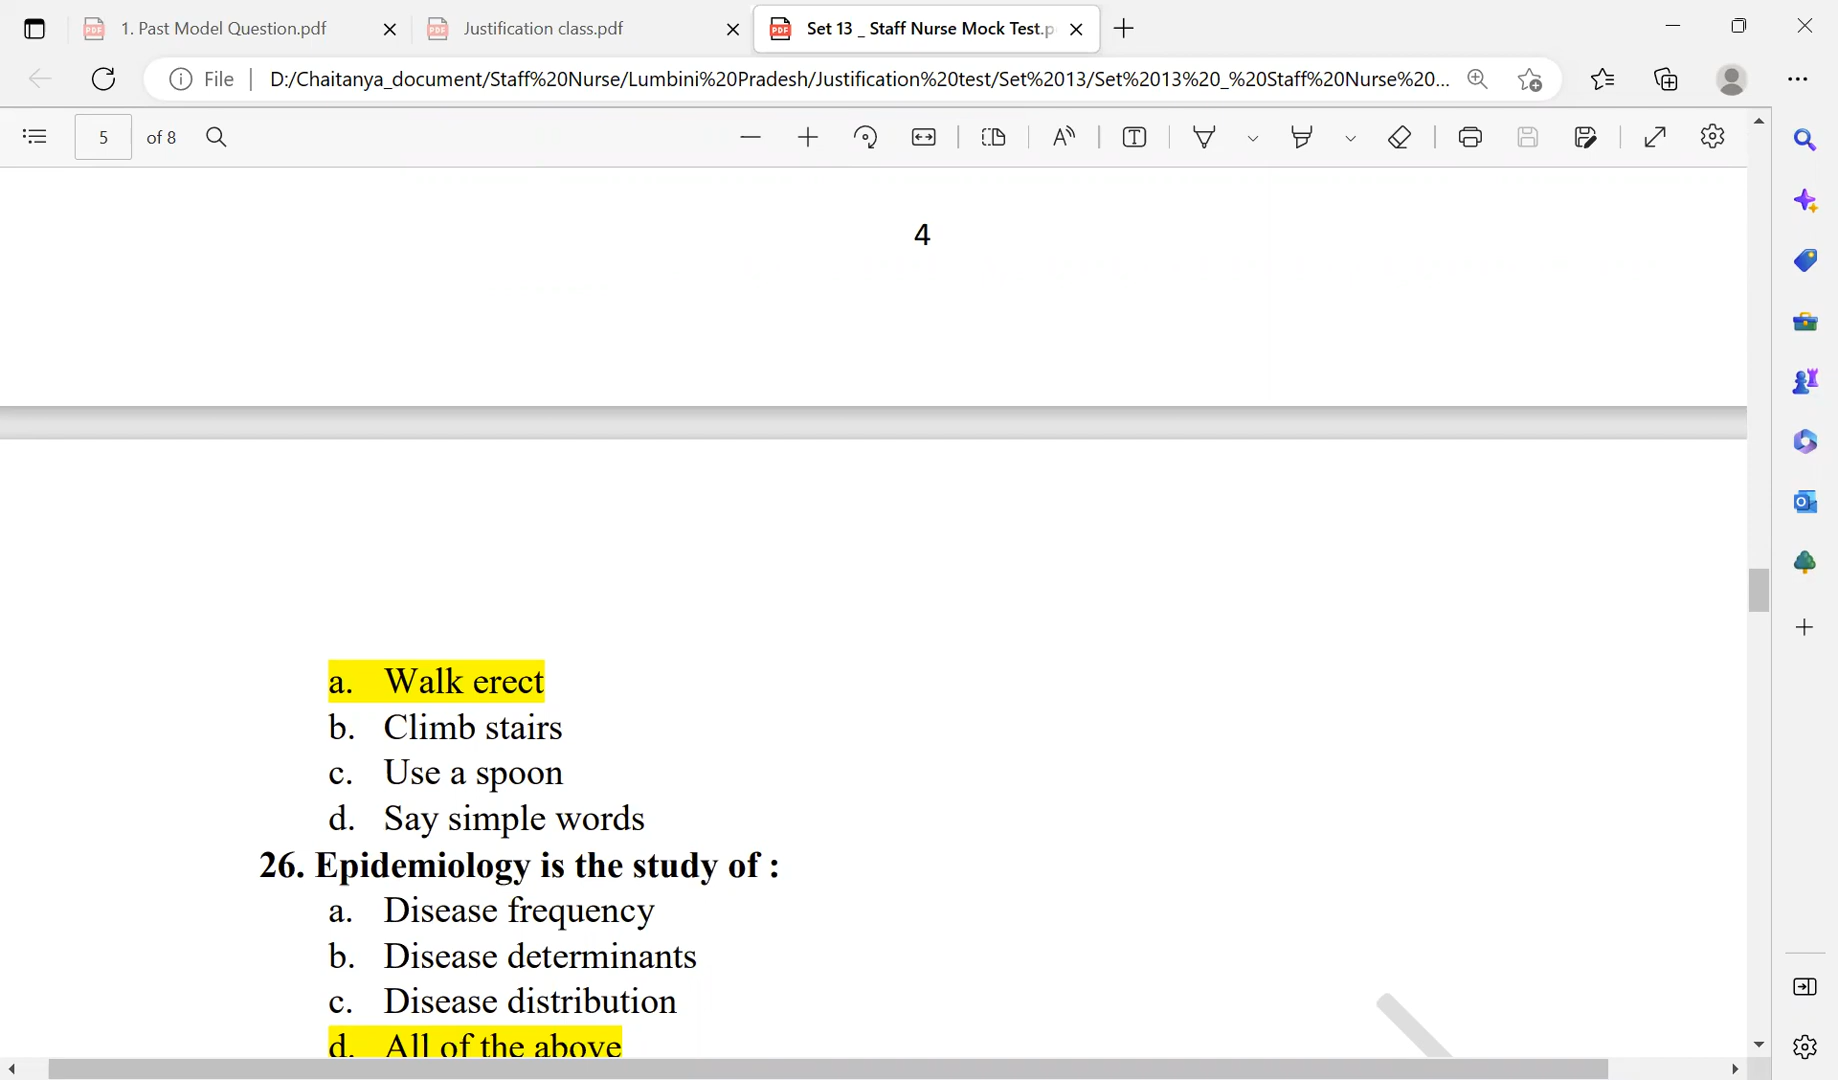 1. Past Model Question.pdf
Justification class.pdf
Set 13 _ Staff Nurse Mock Test.p
File
D:/Chaitanya_document/Staff%20Nurse/Lumbini%20Pradesh/Justification%20test/Set%2013/Set%2013%20_%20Staff%20Nurse%20...
5 of 8
4
a. Walk erect
b. Climb stairs
c. Use a spoon
d. Say simple words
26. Epidemiology is the study of :
a. Disease frequency
b. Disease determinants
c. Disease distribution
d. All of the above